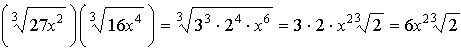 (∛(27x²))(∛(16x⁴)) = ∛(3³ · 2⁴ · x⁶) = 3 · 2 · x²∛2 = 6x²∛2